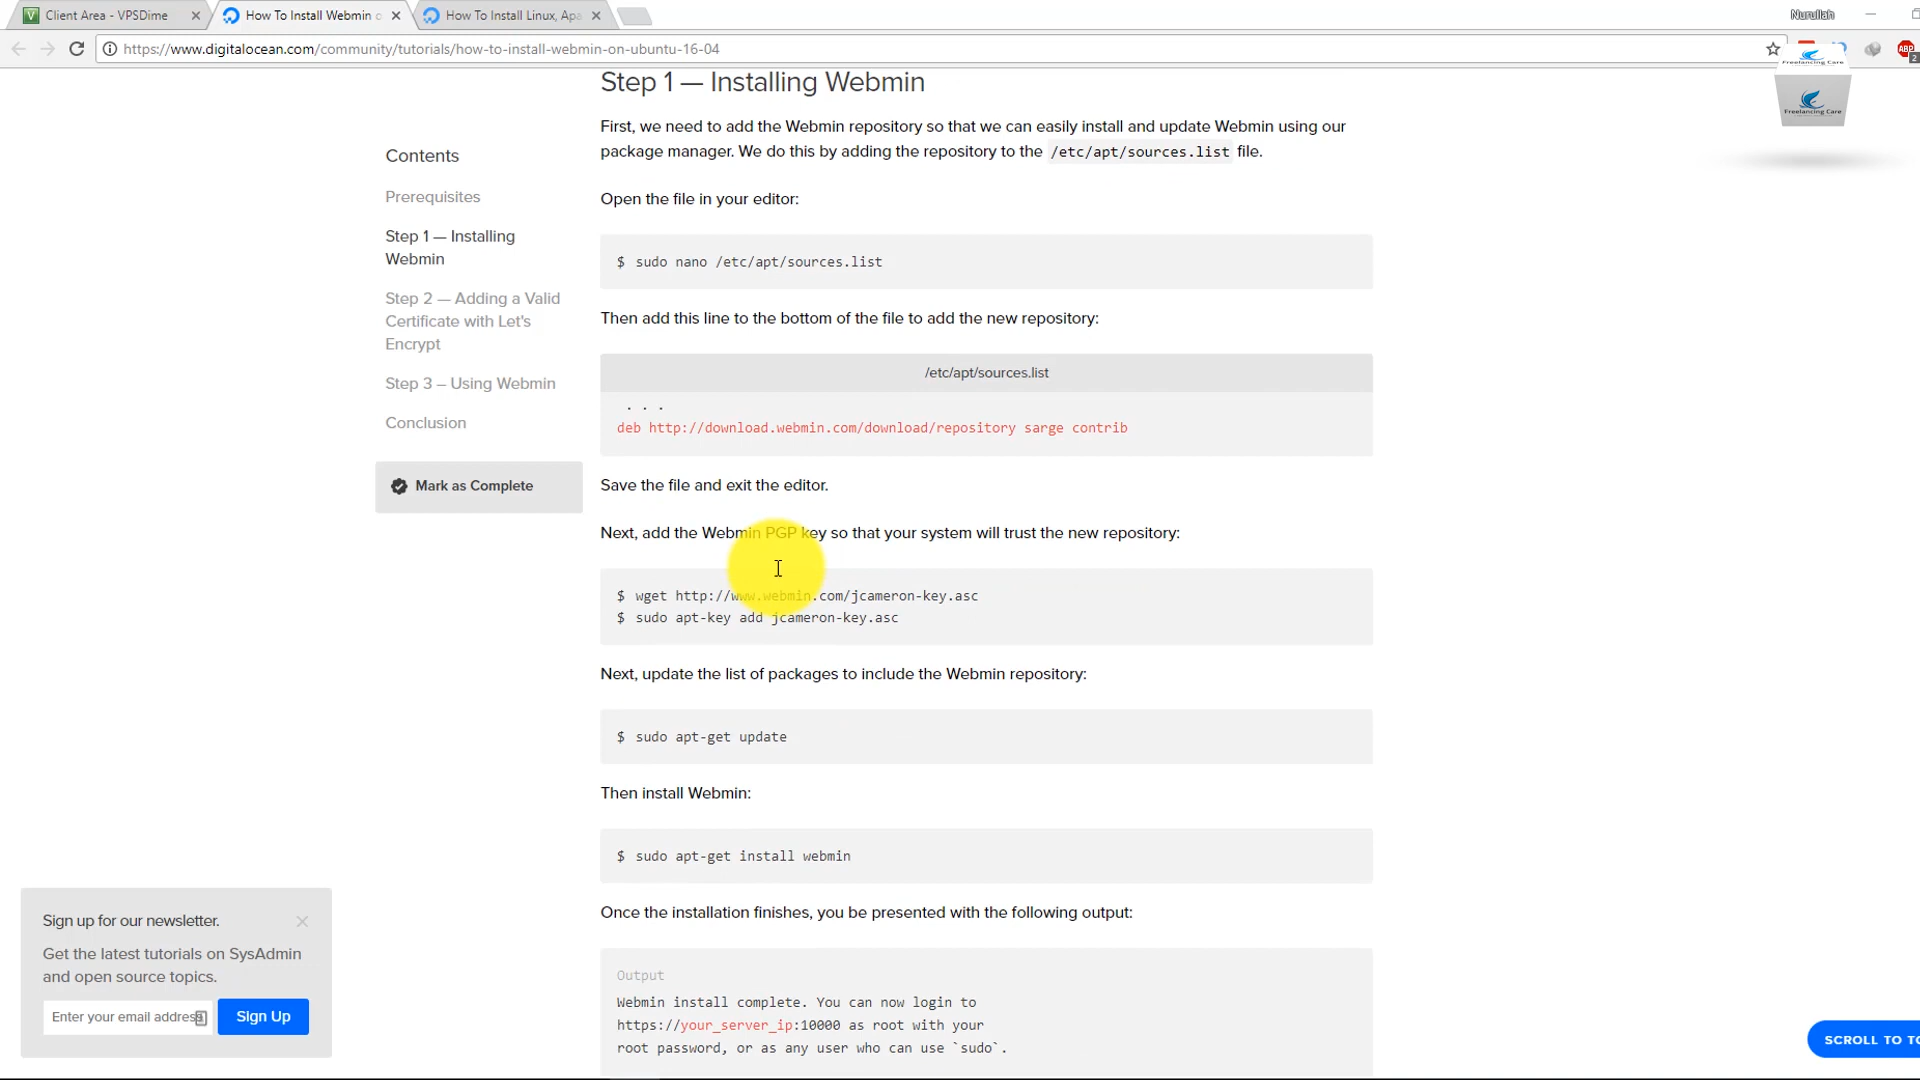 Client Area - VPSDime
How To Install Webmin o
How To Install Linux, Apa
Nurullah
https://www.digitalocean.com/community/tutorials/how-to-install-webmin-on-ubuntu-16-04
ABP
2
Freelancing Care
Freelancing Care
Contents
Prerequisites
Step 1 — Installing
Webmin
Step 2 — Adding a Valid
Certificate with Let's
Encrypt
Step 3 – Using Webmin
Conclusion
Mark as Complete
Step 1 — Installing Webmin
First, we need to add the Webmin repository so that we can easily install and update Webmin using our
package manager. We do this by adding the repository to the /etc/apt/sources.list file.
Open the file in your editor:
$ sudo nano /etc/apt/sources.list
Then add this line to the bottom of the file to add the new repository:
/etc/apt/sources.list
. . .
deb http://download.webmin.com/download/repository sarge contrib
Save the file and exit the editor.
Next, add the Webmin PGP key so that your system will trust the new repository:
$ wget http://www.webmin.com/jcameron-key.asc
$ sudo apt-key add jcameron-key.asc
Next, update the list of packages to include the Webmin repository:
$ sudo apt-get update
Then install Webmin:
$ sudo apt-get install webmin
Once the installation finishes, you be presented with the following output:
Output
Webmin install complete. You can now login to
https://your_server_ip:10000 as root with your
root password, or as any user who can use `sudo`.
Sign up for our newsletter.
Get the latest tutorials on SysAdmin
and open source topics.
Enter your email address
Sign Up
SCROLL TO TO